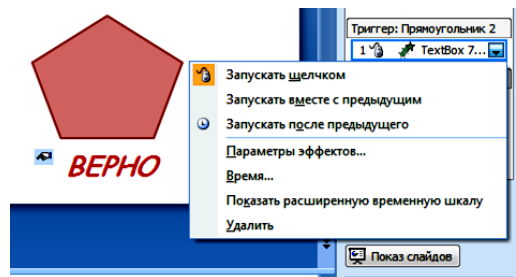 Триггер: Прямоугольник 2
1 TextBox 7...
Запускать щелчком
Запускать вместе с предыдущим
Запускать после предыдущего
Параметры эффектов...
Время...
Показать расширенную временную шкалу
Удалить
ВЕРНО
Показ слайдов